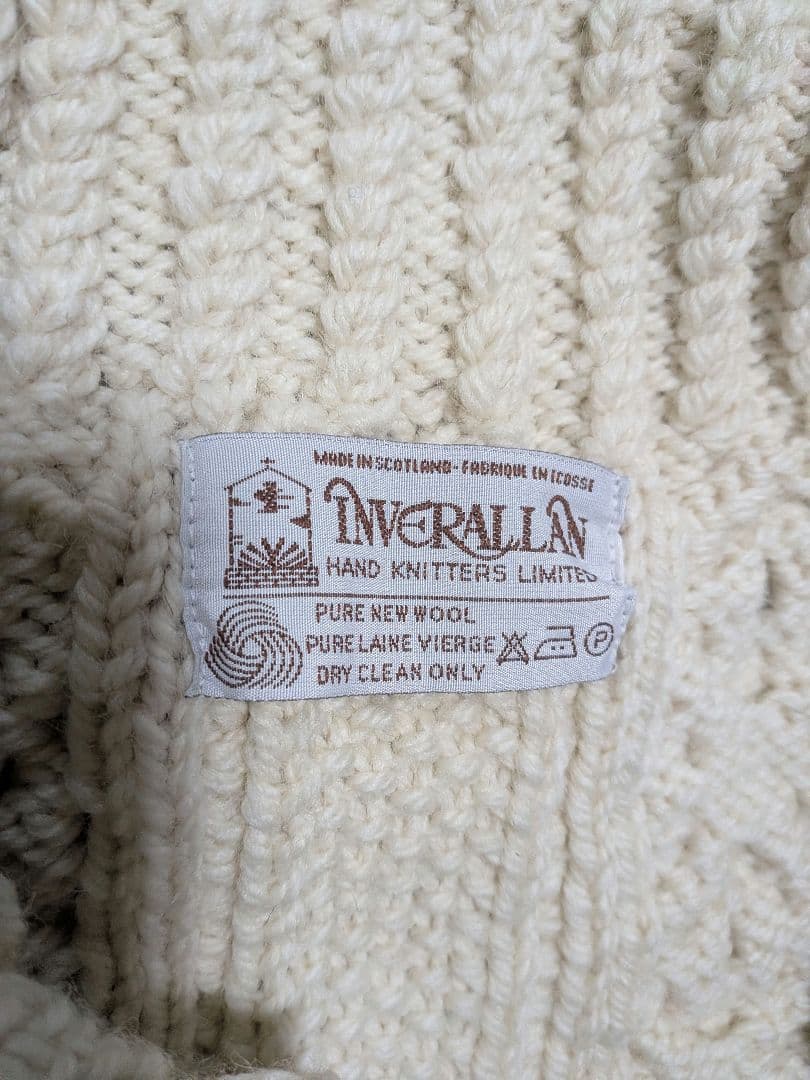 MADE IN SCOTLAND - FABRIQUE EN ECOSSE
INVERALLAN
HAND KNITTERS LIMITED
PURE NEW WOOL
PURE LAINE VIERGE P
DRY CLEAN ONLY